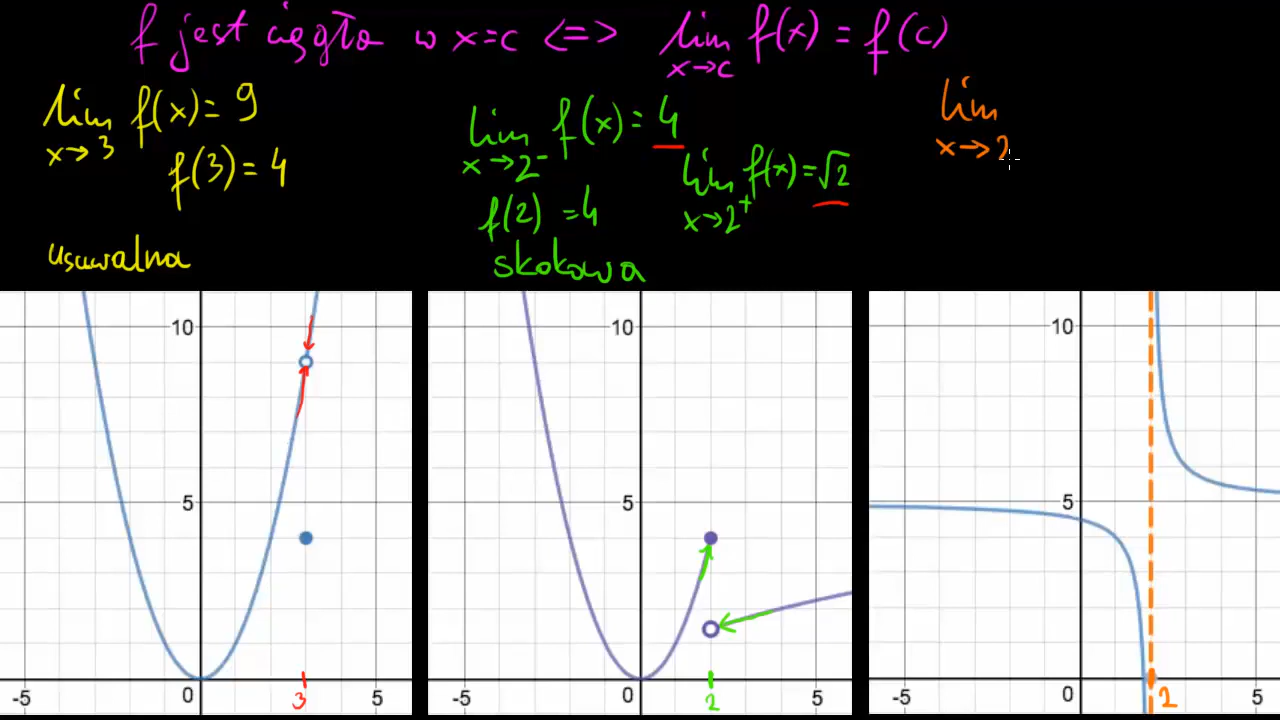 f jest ciągła w x=c <=> lim f(x) = f(c)
x→c
lim f(x) = 9
x→3
f(3) = 4
usuwalna
lim f(x) = 4
x→2⁻
lim f(x) = √2
x→2⁺
f(2) = 4
skokowa
lim
x→2
10
5
-5 0 3 5
10
5
-5 0 2 5
10
5
-5 0 2 5